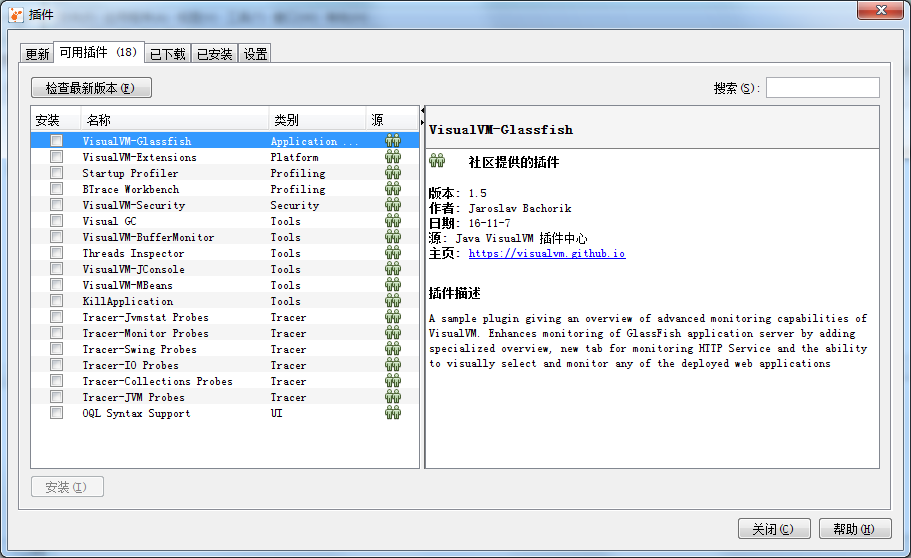 插件
更新 可用插件 (18) 已下载 已安装 设置
检查最新版本(F) 搜索(S):
安装 名称 类别 源
VisualVM-Glassfish Application ...
VisualVM-Extensions Platform
Startup Profiler Profiling
BTrace Workbench Profiling
VisualVM-Security Security
Visual GC Tools
VisualVM-BufferMonitor Tools
Threads Inspector Tools
VisualVM-JConsole Tools
VisualVM-MBeans Tools
KillApplication Tools
Tracer-Jvmstat Probes Tracer
Tracer-Monitor Probes Tracer
Tracer-Swing Probes Tracer
Tracer-IO Probes Tracer
Tracer-Collections Probes Tracer
Tracer-JVM Probes Tracer
OQL Syntax Support UI
VisualVM-Glassfish
社区提供的插件
版本: 1.5
作者: Jaroslav Bachorik
日期: 16-11-7
源: Java VisualVM 插件中心
主页: https://visualvm.github.io
插件描述
A sample plugin giving an overview of advanced monitoring capabilities of
VisualVM. Enhances monitoring of GlassFish application server by adding
specialized overview, new tab for monitoring HTTP Service and the ability
to visually select and monitor any of the deployed web applications
安装(I)
关闭(C) 帮助(H)